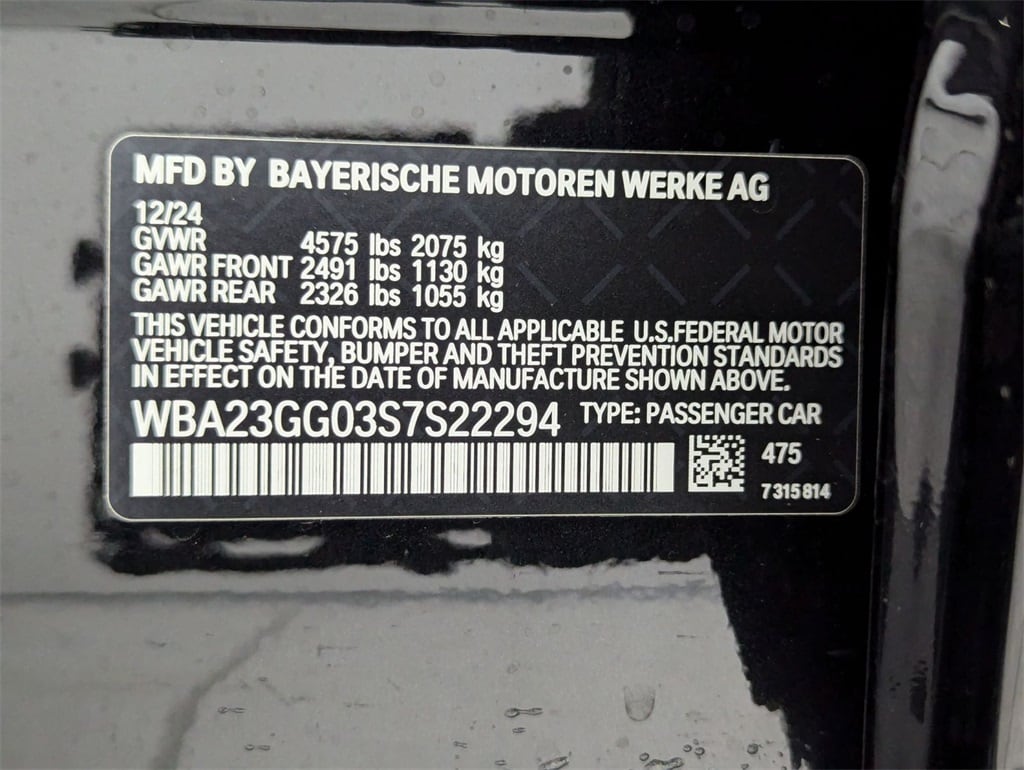 MFD BY BAYERISCHE MOTOREN WERKE AG
12/24
GVWR 4575 lbs 2075 kg
GAWR FRONT 2491 lbs 1130 kg
GAWR REAR 2326 lbs 1055 kg
THIS VEHICLE CONFORMS TO ALL APPLICABLE U.S.FEDERAL MOTOR
VEHICLE SAFETY, BUMPER AND THEFT PREVENTION STANDARDS
IN EFFECT ON THE DATE OF MANUFACTURE SHOWN ABOVE.
WBA23GG03S7S22294 TYPE: PASSENGER CAR
475
7315814